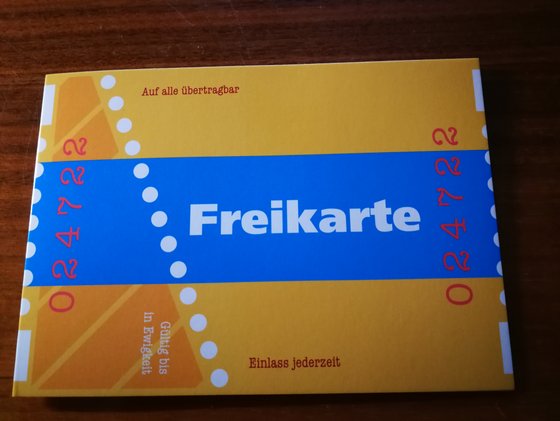 Auf alle übertragbar
024722
Freikarte
024722
Gültig bis
in Ewigkeit
Einlass jederzeit